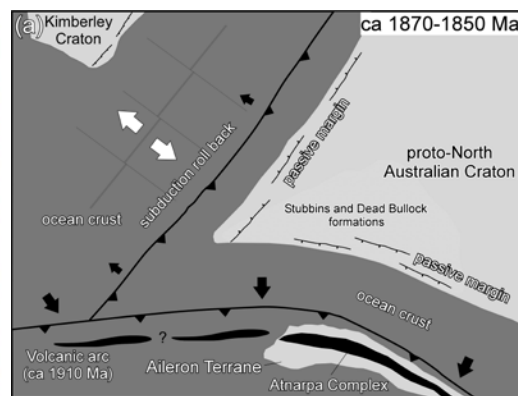 (a)
Kimberley
Craton
ca 1870-1850 Ma
subduction roll back
passive margin
proto-North
Australian Craton
ocean crust
Stubbins and Dead Bullock
formations
passive margin
ocean crust
Volcanic arc
(ca 1910 Ma)
?
Aileron Terrane
Atnarpa Complex